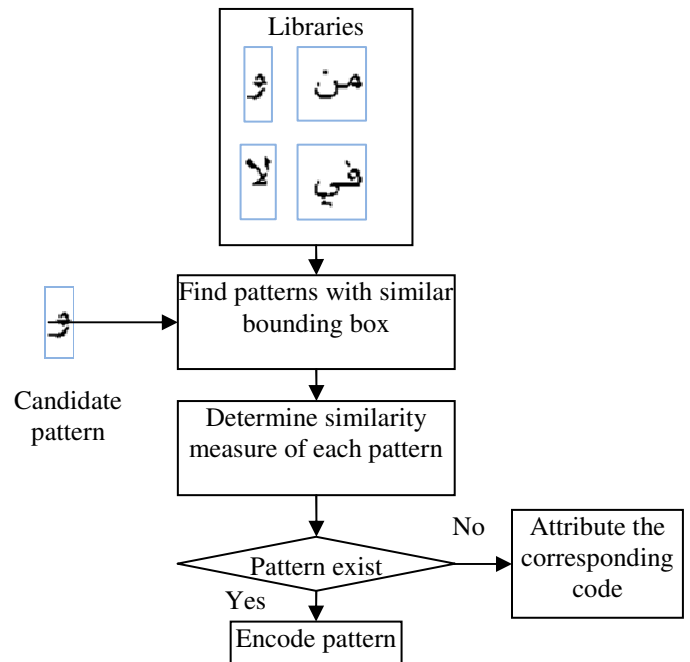 Libraries
و من
لا في
Find patterns with similar
bounding box
و
Candidate
pattern
Determine similarity
measure of each pattern
Pattern exist
No
Attribute the
corresponding
code
Yes
Encode pattern